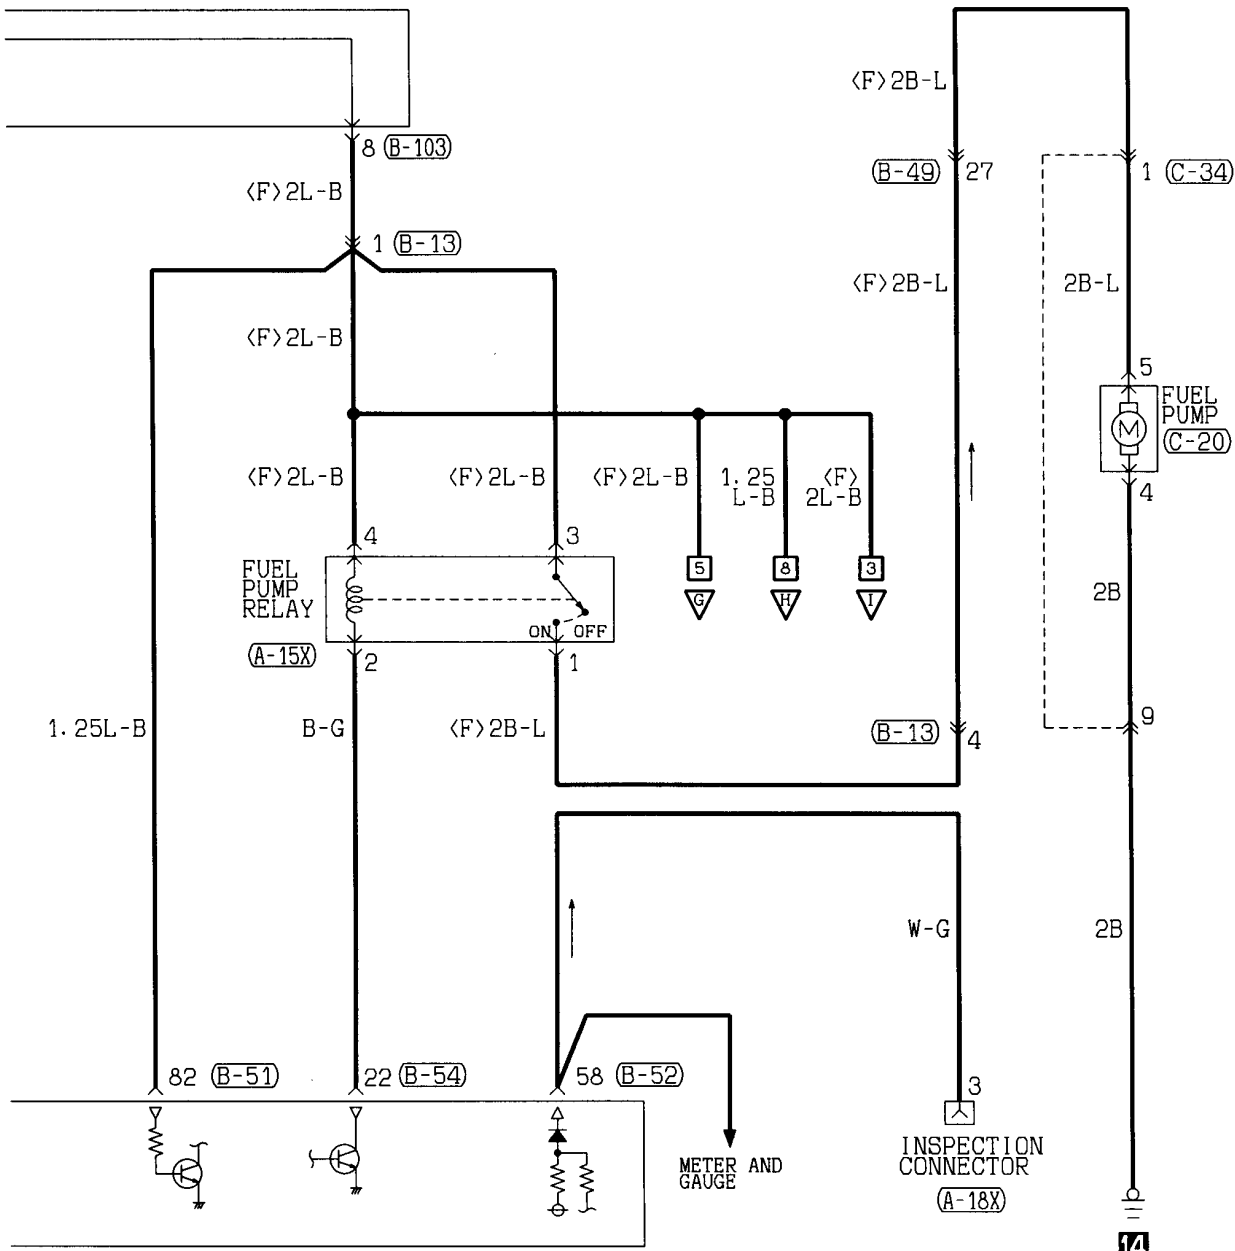 <F>2B-L
8 (B-103)
(B-49) 27
1 (C-34)
<F>2L-B
1 (B-13)
<F>2B-L
2B-L
<F>2L-B
5
FUEL
PUMP
M
(C-20)
<F>2L-B
<F>2L-B
<F>2L-B
1.25
L-B
<F>
2L-B
4
4
3
5
8
3
FUEL
PUMP
RELAY
G
H
I
2B
ON OFF
(A-15X)
2
1
1.25L-B
B-G
<F>2B-L
(B-13) 4
9
W-G
2B
82 (B-51)
22 (B-54)
58 (B-52)
3
INSPECTION
CONNECTOR
METER AND
GAUGE
(A-18X)
14